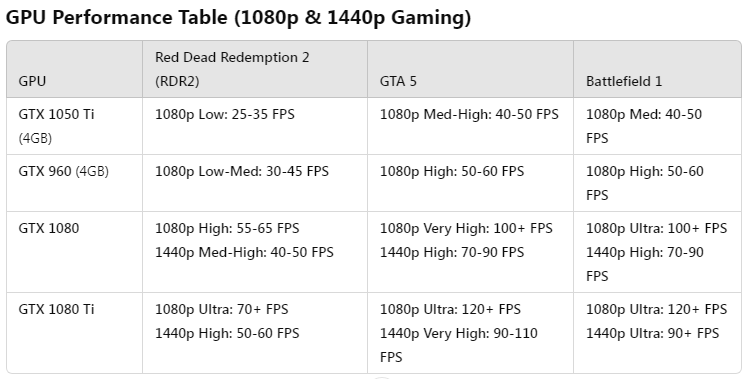 GPU Performance Table (1080p & 1440p Gaming)
Red Dead Redemption 2
GPU (RDR2) GTA 5 Battlefield 1
GTX 1050 Ti 1080p Low: 25-35 FPS 1080p Med-High: 40-50 FPS 1080p Med: 40-50
(4GB) FPS
GTX 960 (4GB) 1080p Low-Med: 30-45 FPS 1080p High: 50-60 FPS 1080p High: 50-60
FPS
GTX 1080 1080p High: 55-65 FPS 1080p Very High: 100+ FPS 1080p Ultra: 100+ FPS
1440p Med-High: 40-50 FPS 1440p High: 70-90 FPS 1440p High: 70-90
FPS
GTX 1080 Ti 1080p Ultra: 70+ FPS 1080p Ultra: 120+ FPS 1080p Ultra: 120+ FPS
1440p High: 50-60 FPS 1440p Very High: 90-110 1440p Ultra: 90+ FPS
FPS